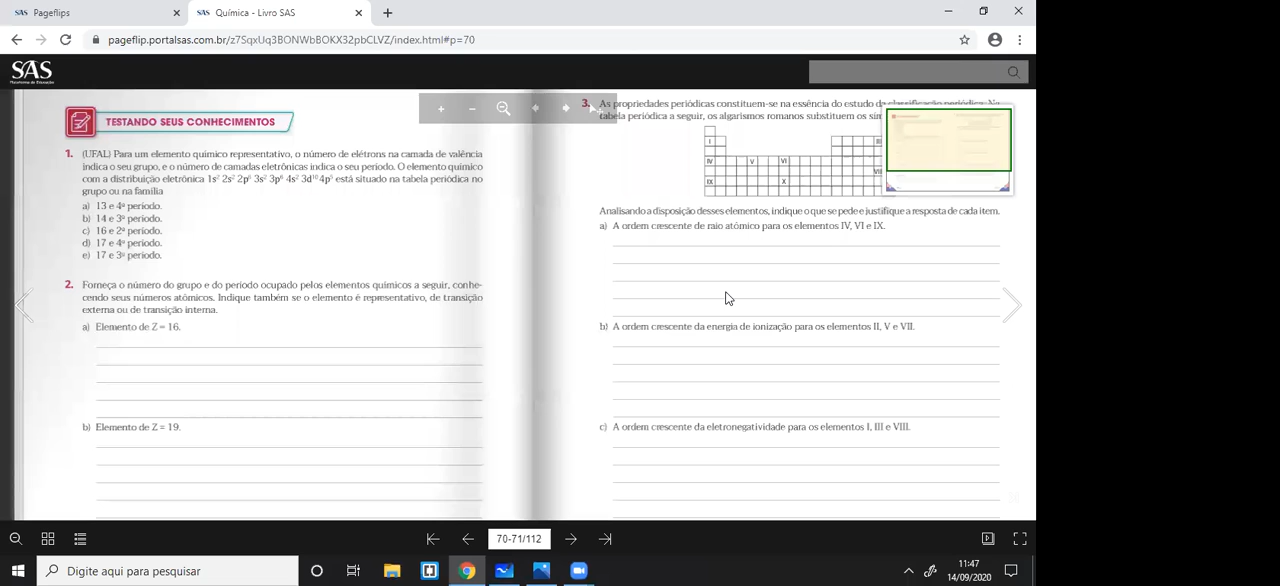 Pageflips
Química - Livro SAS
pageflip.portalsas.com.br/z7SqxUq3BONWbBOKX32pbCLVZ/index.html#p=70
SAS
Plataforma de Educação
TESTANDO SEUS CONHECIMENTOS
1. (UFAL) Para um elemento químico representativo, o número de elétrons na camada de valência
indica o seu grupo, e o número de camadas eletrônicas indica o seu período. O elemento químico
com a distribuição eletrônica 1s² 2s² 2p⁶ 3s² 3p⁶ 4s² 3d¹⁰ 4p⁵ está situado na tabela periódica no
grupo ou na família
a) 13 e 4º período.
b) 14 e 3º período.
c) 16 e 2º período.
d) 17 e 4º período.
e) 17 e 3º período.
2. Forneça o número do grupo e do período ocupado pelos elementos químicos a seguir, conhe-
cendo seus números atômicos. Indique também se o elemento é representativo, de transição
externa ou de transição interna.
a) Elemento de Z = 16.
b) Elemento de Z = 19.
3. As propriedades periódicas constituem-se na essência do estudo da classificação periódica. Na
tabela periódica a seguir, os algarismos romanos substituem os
I III
IV V VI
VII
IX X
Analisando a disposição desses elementos, indique o que se pede e justifique a resposta de cada item.
a) A ordem crescente de raio atômico para os elementos IV, VI e IX.
b) A ordem crescente da energia de ionização para os elementos II, V e VII.
c) A ordem crescente da eletronegatividade para os elementos I, III e VIII.
70-71/112
Digite aqui para pesquisar
11:47
14/09/2020